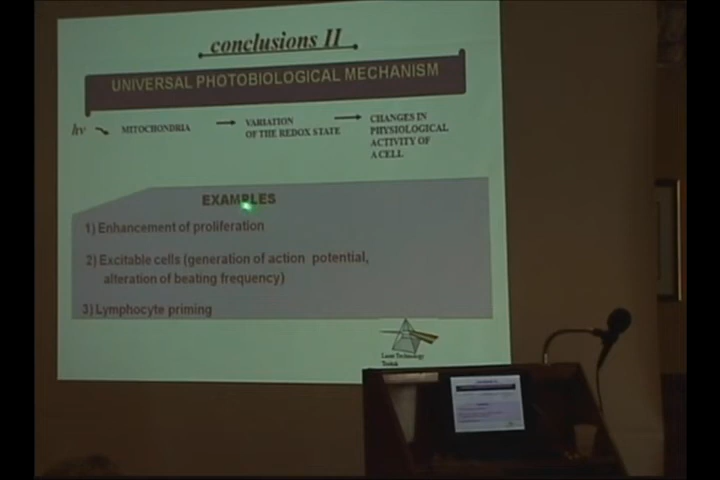 conclusions II
UNIVERSAL PHOTOBIOLOGICAL MECHANISM
hν MITOCHONDRIA
VARIATION
OF THE REDOX STATE
CHANGES IN
PHYSIOLOGICAL
ACTIVITY OF
A CELL
EXAMPLES
1) Enhancement of proliferation
2) Excitable cells (generation of action potential,
alteration of beating frequency)
3) Lymphocyte priming
Laser Technology